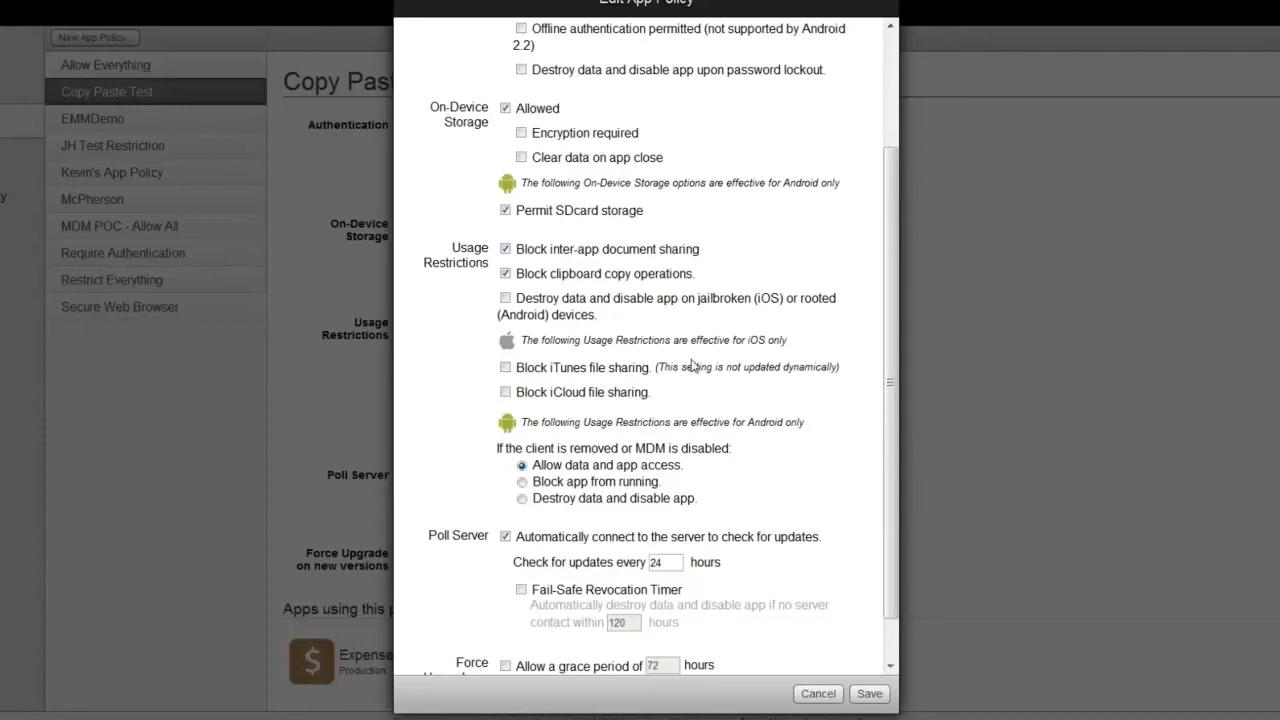 Edit App Policy
New App Policy...
Allow Everything
Copy Paste Test
EMMDemo
JH Test Restriction
Kevin's App Policy
McPherson
MDM POC - Allow All
Require Authentication
Restrict Everything
Secure Web Browser
Copy Past
Authentication
On-Device
Storage
Usage
Restrictions
Poll Server
Force Upgrade
on new versions
Apps using this p
Expense
Production:
Offline authentication permitted (not supported by Android
2.2)
Destroy data and disable app upon password lockout.
On-Device
Storage
Allowed
Encryption required
Clear data on app close
The following On-Device Storage options are effective for Android only
Permit SDcard storage
Usage
Restrictions
Block inter-app document sharing
Block clipboard copy operations.
Destroy data and disable app on jailbroken (iOS) or rooted
(Android) devices.
The following Usage Restrictions are effective for iOS only
Block iTunes file sharing. (This setting is not updated dynamically)
Block iCloud file sharing.
The following Usage Restrictions are effective for Android only
If the client is removed or MDM is disabled:
Allow data and app access.
Block app from running.
Destroy data and disable app.
Poll Server
Automatically connect to the server to check for updates.
Check for updates every 24 hours
Fail-Safe Revocation Timer
Automatically destroy data and disable app if no server
contact within 120 hours
Force
Allow a grace period of 72 hours
Cancel Save